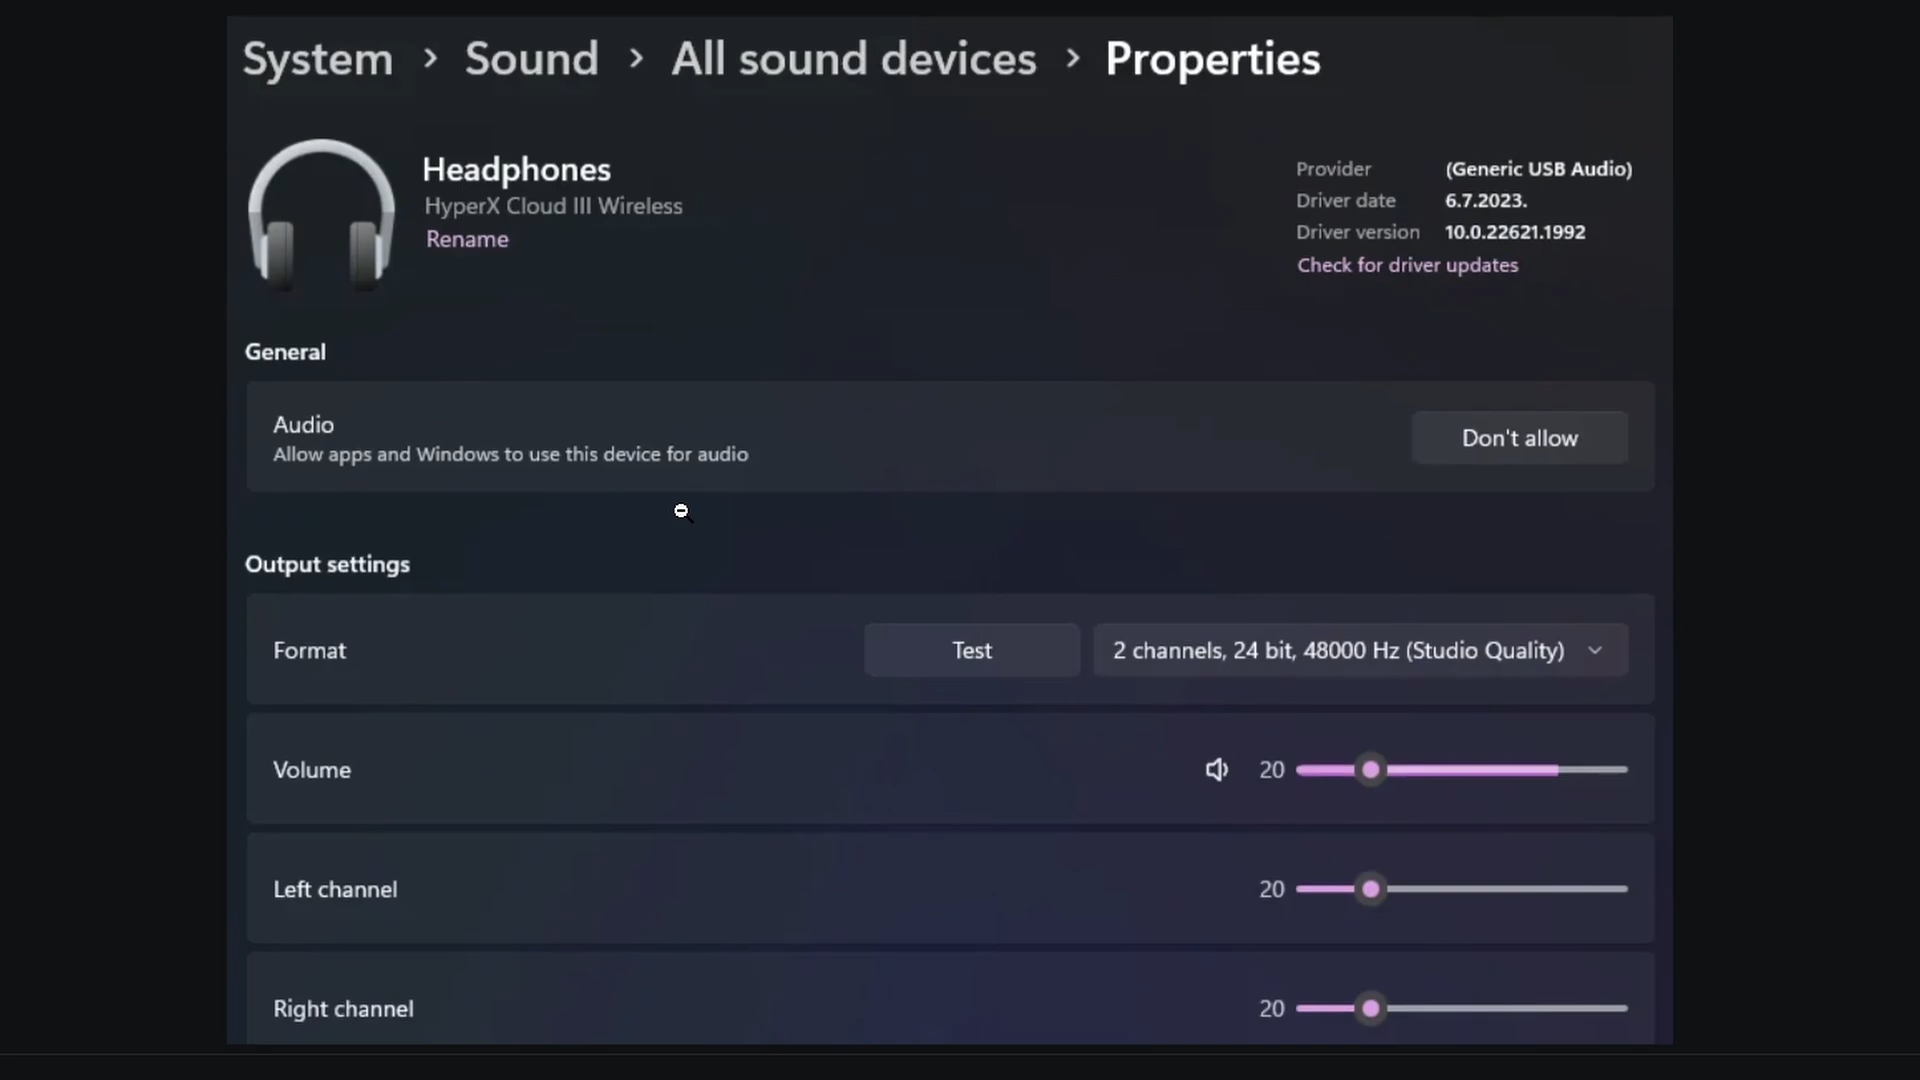 System > Sound > All sound devices > Properties
Headphones
HyperX Cloud III Wireless
Rename
Provider (Generic USB Audio)
Driver date 6.7.2023.
Driver version 10.0.22621.1992
Check for driver updates
General
Audio
Allow apps and Windows to use this device for audio
Don't allow
Output settings
Format Test 2 channels, 24 bit, 48000 Hz (Studio Quality)
Volume 20
Left channel 20
Right channel 20